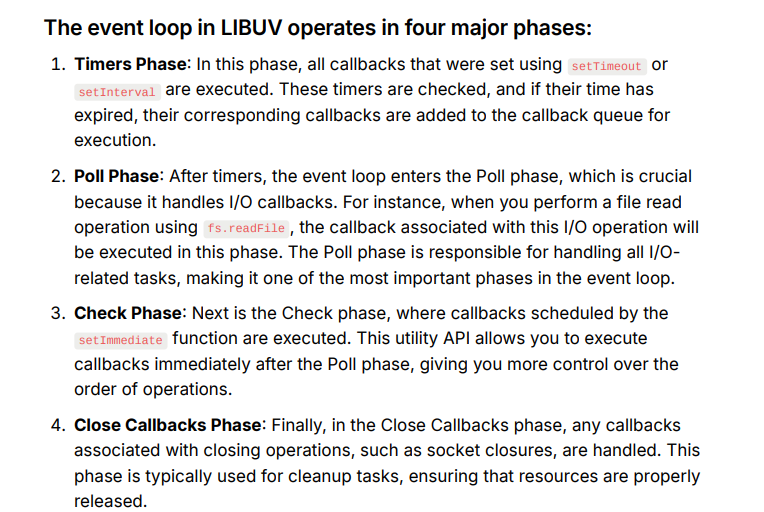 The event loop in LIBUV operates in four major phases:
1. Timers Phase: In this phase, all callbacks that were set using setTimeout or
setInterval are executed. These timers are checked, and if their time has
expired, their corresponding callbacks are added to the callback queue for
execution.
2. Poll Phase: After timers, the event loop enters the Poll phase, which is crucial
because it handles I/O callbacks. For instance, when you perform a file read
operation using fs.readFile, the callback associated with this I/O operation will
be executed in this phase. The Poll phase is responsible for handling all I/O-
related tasks, making it one of the most important phases in the event loop.
3. Check Phase: Next is the Check phase, where callbacks scheduled by the
setImmediate function are executed. This utility API allows you to execute
callbacks immediately after the Poll phase, giving you more control over the
order of operations.
4. Close Callbacks Phase: Finally, in the Close Callbacks phase, any callbacks
associated with closing operations, such as socket closures, are handled. This
phase is typically used for cleanup tasks, ensuring that resources are properly
released.